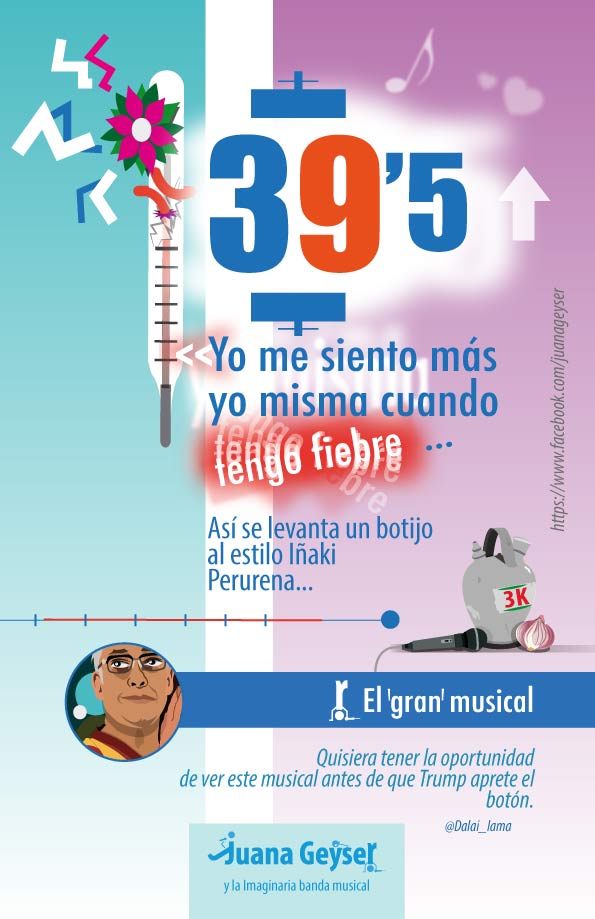 39'5
«Yo me siento más
yo misma cuando
tengo fiebre ...
Así se levanta un botijo
al estilo Iñaki
Perurena...
https://www.facebook.com/juanageyser
3K
El 'gran' musical
Quisiera tener la oportunidad
de ver este musical antes de que Trump aprete el
botón.
@Dalai_lama
Juana Geyser
y la Imaginaria banda musical